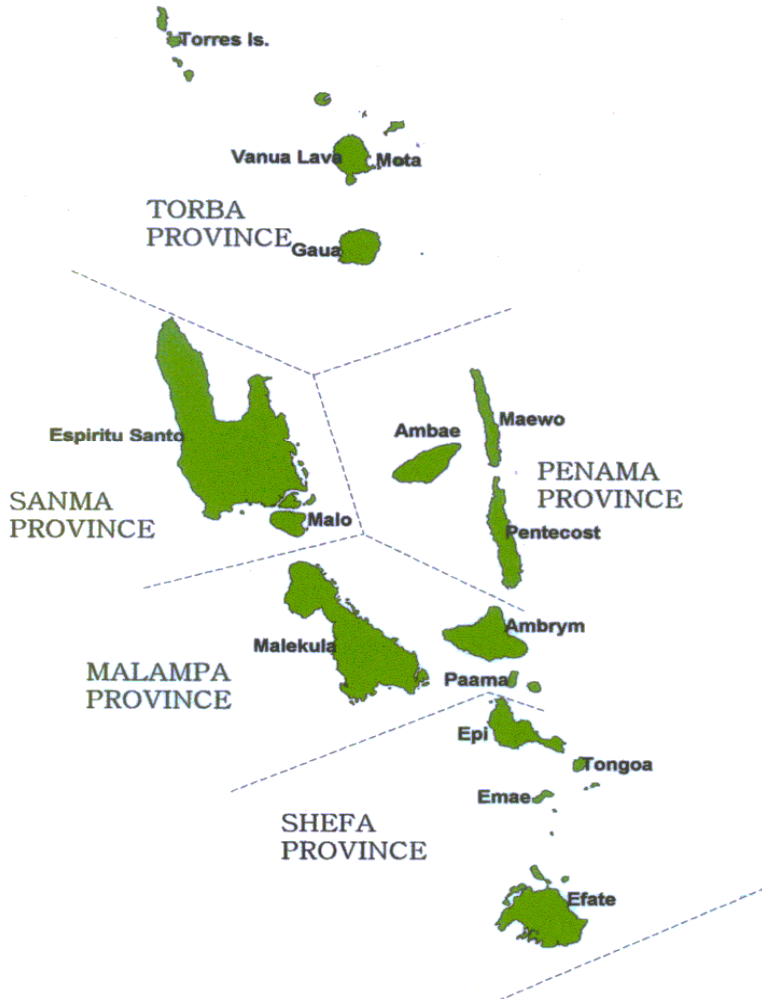 Torres Is.
Vanua Lava
Mota
TORBA
PROVINCE
Gaua
Espiritu Santo
Ambae
Maewo
PENAMA
PROVINCE
SANMA
PROVINCE
Malo
Pentecost
Ambrym
Malekula
MALAMPA
PROVINCE
Paama
Epi
Tongoa
Emae
SHEFA
PROVINCE
Efate